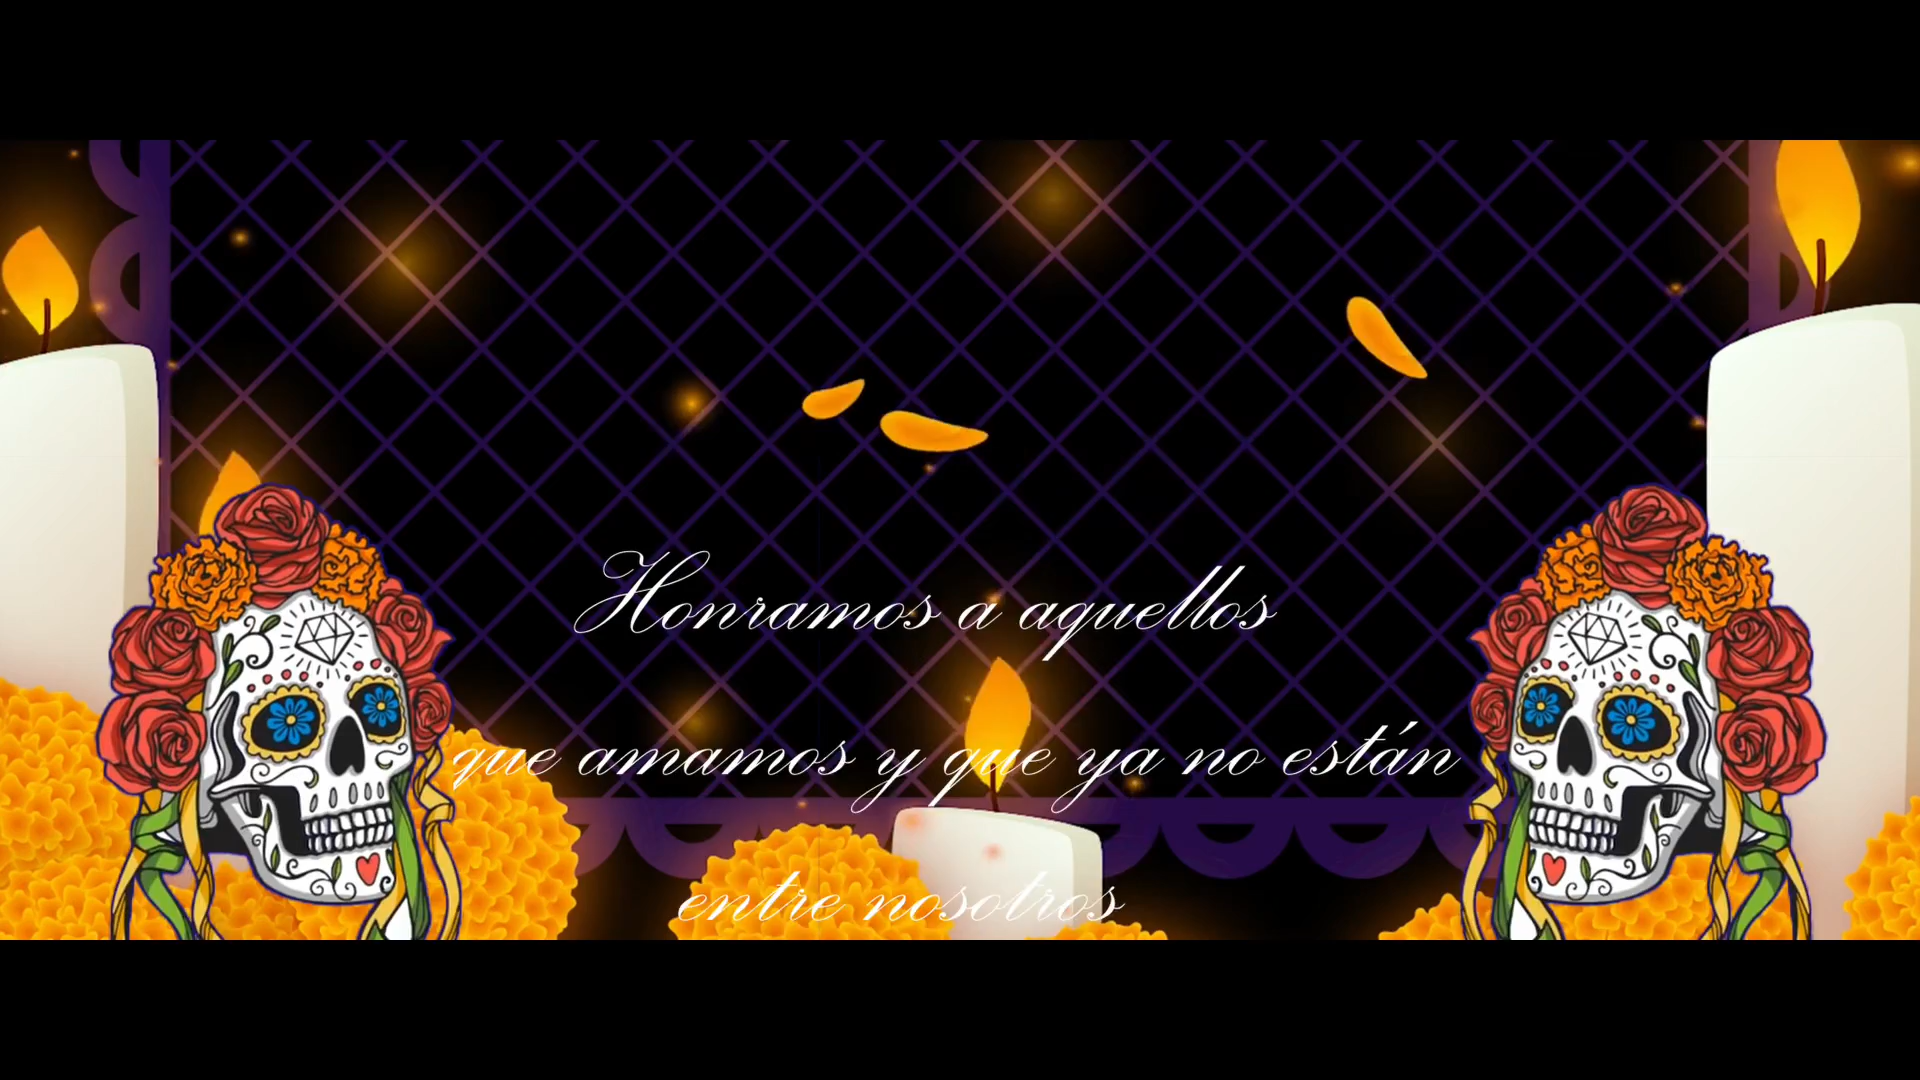 Honramos a aquellos
que amamos y que ya no están
entre nosotros